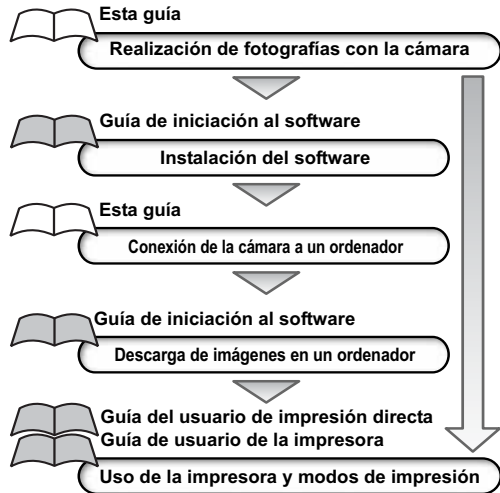 Esta guía
Realización de fotografías con la cámara
Guía de iniciación al software
Instalación del software
Esta guía
Conexión de la cámara a un ordenador
Guía de iniciación al software
Descarga de imágenes en un ordenador
Guía del usuario de impresión directa
Guía de usuario de la impresora
Uso de la impresora y modos de impresión